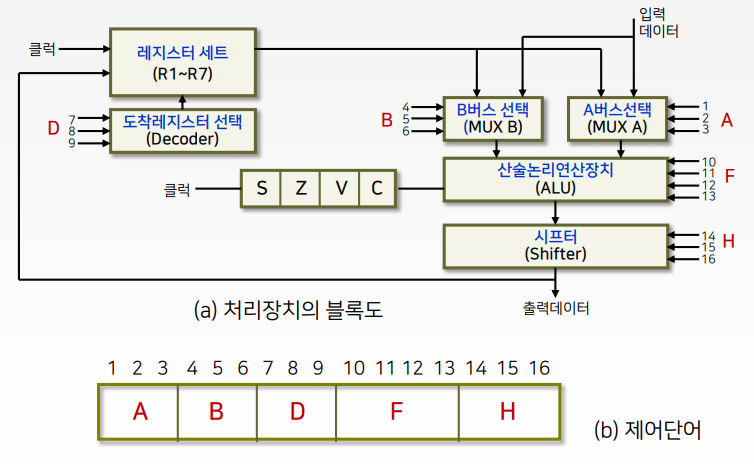 입력
데이터
클럭
레지스터 세트
(R1~R7)
D
7
8
9
도착레지스터 선택
(Decoder)
B
4
5
6
B버스 선택
(MUX B)
A버스선택
(MUX A)
1
2
3
A
클럭
S Z V C
산술논리연산장치
(ALU)
10
11
12
13
F
시프터
(Shifter)
14
15
16
H
출력데이터
(a) 처리장치의 블록도
1 2 3 4 5 6 7 8 9 10 11 12 13 14 15 16
A B D F H
(b) 제어단어